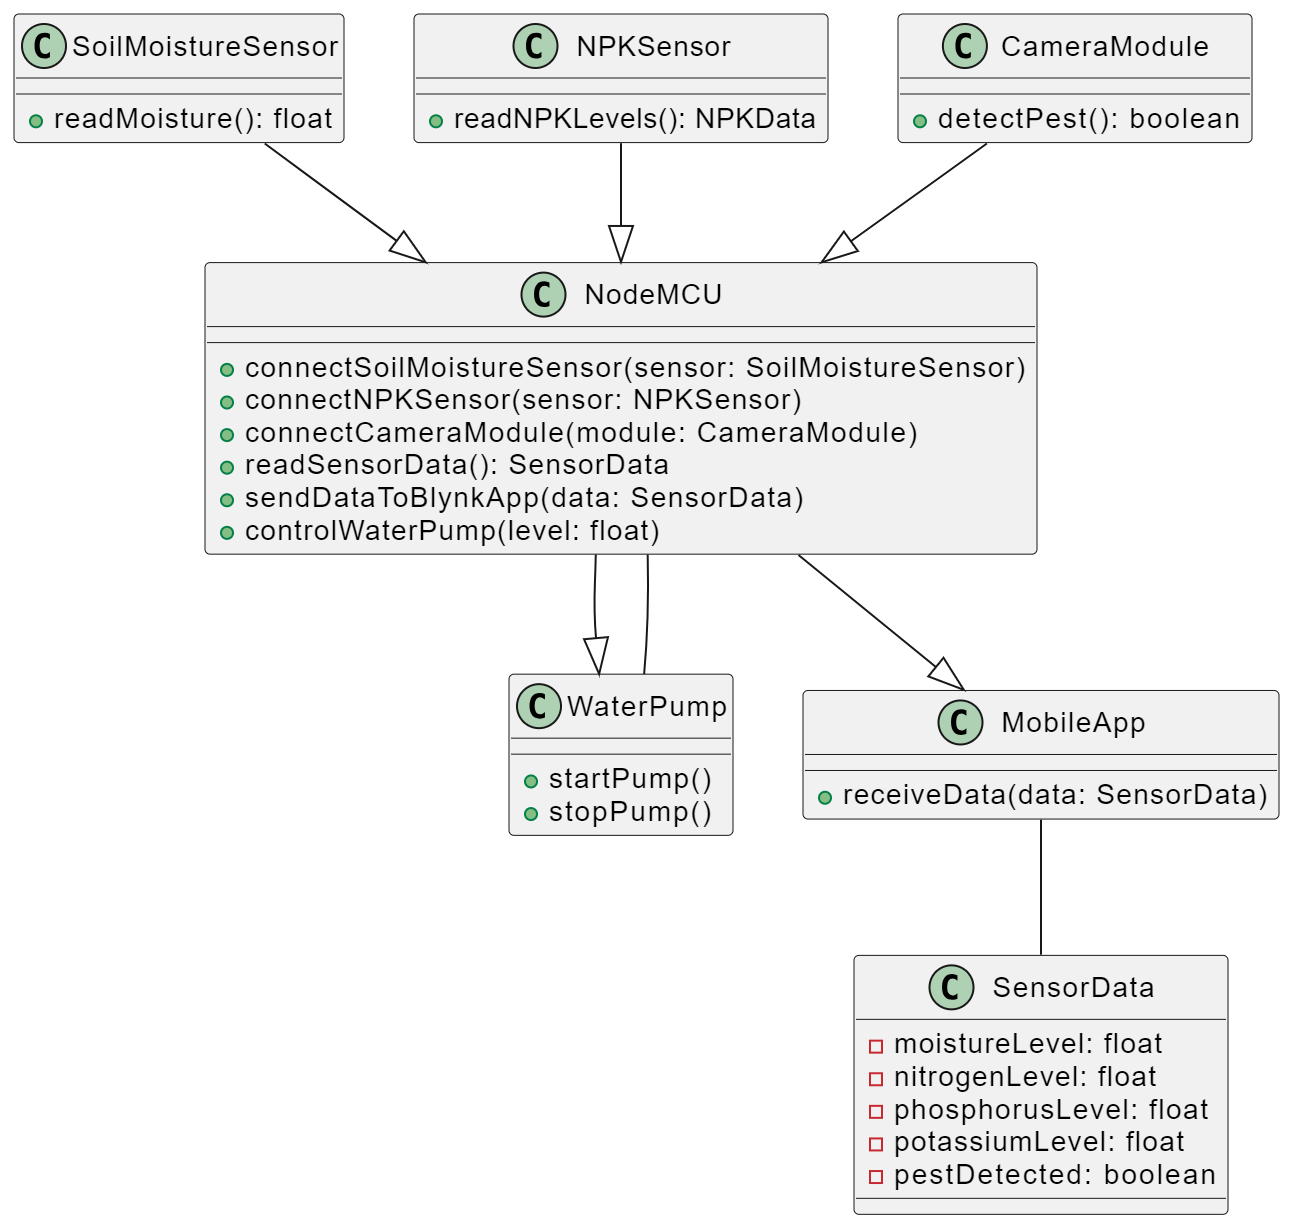 C SoilMoistureSensor
readMoisture(): float
C NPKSensor
readNPKLevels(): NPKData
C CameraModule
detectPest(): boolean
C NodeMCU
connectSoilMoistureSensor(sensor: SoilMoistureSensor)
connectNPKSensor(sensor: NPKSensor)
connectCameraModule(module: CameraModule)
readSensorData(): SensorData
sendDataToBlynkApp(data: SensorData)
controlWaterPump(level: float)
C WaterPump
startPump()
stopPump()
C MobileApp
receiveData(data: SensorData)
C SensorData
moistureLevel: float
nitrogenLevel: float
phosphorusLevel: float
potassiumLevel: float
pestDetected: boolean